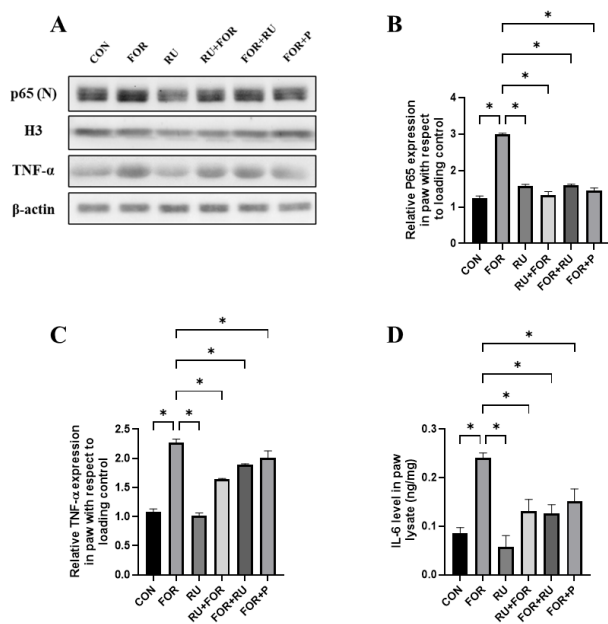 A
CON
FOR
RU
RU+FOR
FOR+RU
FOR+P
p65 (N)
H3
TNF-α
β-actin
B
Relative P65 expression
in paw with respect
to loading control
4
3
2
1
0
*
*
*
*
*
CON
FOR
RU
RU+FOR
FOR+RU
FOR+P
C
Relative TNF-α expression
in paw with respect to
loading control
2.5
2.0
1.5
1.0
0.5
0.0
*
*
*
*
*
CON
FOR
RU
RU+FOR
FOR+RU
FOR+P
D
IL-6 level in paw
lysate (ng/mg)
0.3
0.2
0.1
0.0
*
*
*
*
*
CON
FOR
RU
RU+FOR
FOR+RU
FOR+P